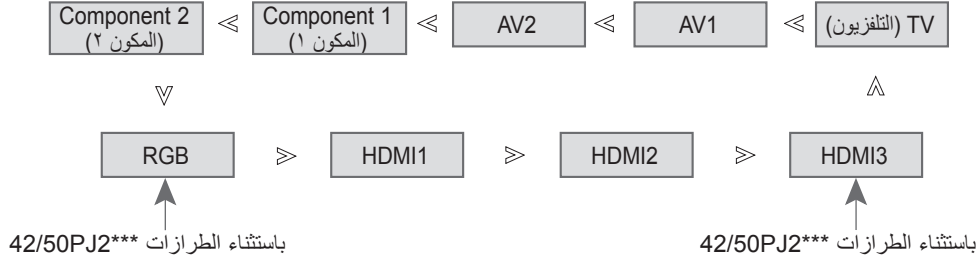 TV (التلفزيون)
AV1
AV2
Component 1
(المكون ١)
Component 2
(المكون ٢)
RGB
HDMI1
HDMI2
HDMI3
باستثناء الطرازات ***42/50PJ2
باستثناء الطرازات ***42/50PJ2